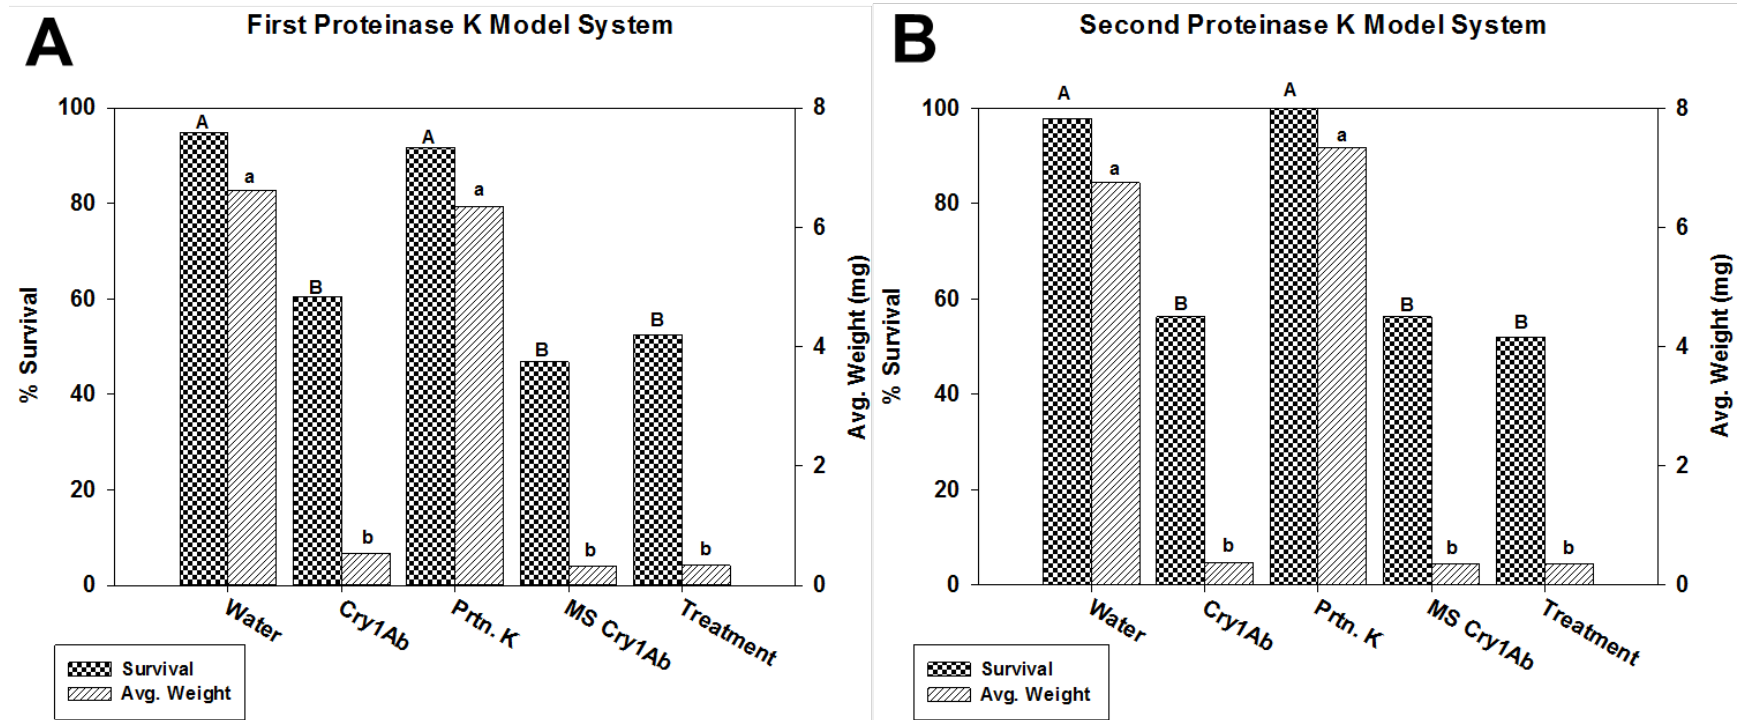 A
First Proteinase K Model System
100
80
60
40
20
0
% Survival
8
6
4
2
0
Avg. Weight (mg)
A
a
B
b
A
a
B
b
B
b
Water
Cry1Ab
Prtn. K
MS Cry1Ab
Treatment
Survival
Avg. Weight
B
Second Proteinase K Model System
100
80
60
40
20
0
% Survival
8
6
4
2
0
Avg. Weight (mg)
A
a
B
b
A
a
B
b
B
b
Water
Cry1Ab
Prtn. K
MS Cry1Ab
Treatment
Survival
Avg. Weight